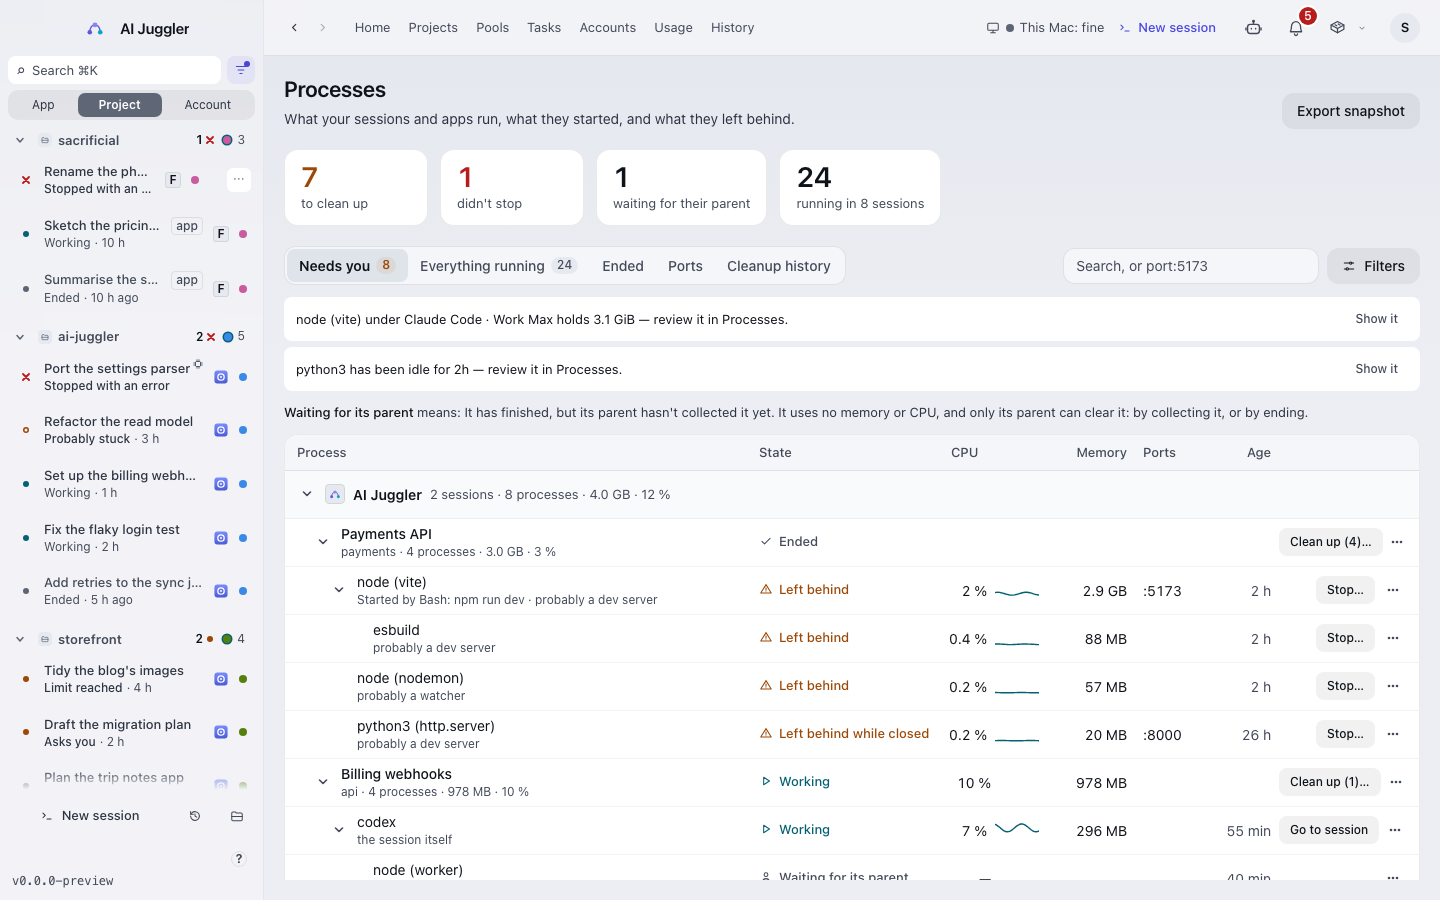 AI Juggler
Search ⌘K
App Project Account
sacrificial 1 3
Rename the ph... F
Stopped with an ...
Sketch the pricin... app F
Working · 10 h
Summarise the s... app F
Ended · 10 h ago
ai-juggler 2 5
Port the settings parser
Stopped with an error
Refactor the read model
Probably stuck · 3 h
Set up the billing webh...
Working · 1 h
Fix the flaky login test
Working · 2 h
Add retries to the sync j...
Ended · 5 h ago
storefront 2 4
Tidy the blog's images
Limit reached · 4 h
Draft the migration plan
Asks you · 2 h
Plan the trip notes app
New session
?
v0.0.0-preview
Home Projects Pools Tasks Accounts Usage History
This Mac: fine New session 5 S
Processes
What your sessions and apps run, what they started, and what they left behind.
Export snapshot
7
to clean up
1
didn't stop
1
waiting for their parent
24
running in 8 sessions
Needs you 8 Everything running 24 Ended Ports Cleanup history
Search, or port:5173 Filters
node (vite) under Claude Code · Work Max holds 3.1 GiB — review it in Processes. Show it
python3 has been idle for 2h — review it in Processes. Show it
Waiting for its parent means: It has finished, but its parent hasn't collected it yet. It uses no memory or CPU, and only its parent can clear it: by collecting it, or by ending.
Process State CPU Memory Ports Age
AI Juggler 2 sessions · 8 processes · 4.0 GB · 12 %
Payments API Ended Clean up (4)...
payments · 4 processes · 3.0 GB · 3 %
node (vite) Left behind 2 % 2.9 GB :5173 2 h Stop...
Started by Bash: npm run dev · probably a dev server
esbuild Left behind 0.4 % 88 MB 2 h Stop...
probably a dev server
node (nodemon) Left behind 0.2 % 57 MB 2 h Stop...
probably a watcher
python3 (http.server) Left behind while closed 0.2 % 20 MB :8000 26 h Stop...
probably a dev server
Billing webhooks Working 10 % 978 MB Clean up (1)...
api · 4 processes · 978 MB · 10 %
codex Working 7 % 296 MB 55 min Go to session
the session itself
node (worker) Waiting for its parent — 40 min